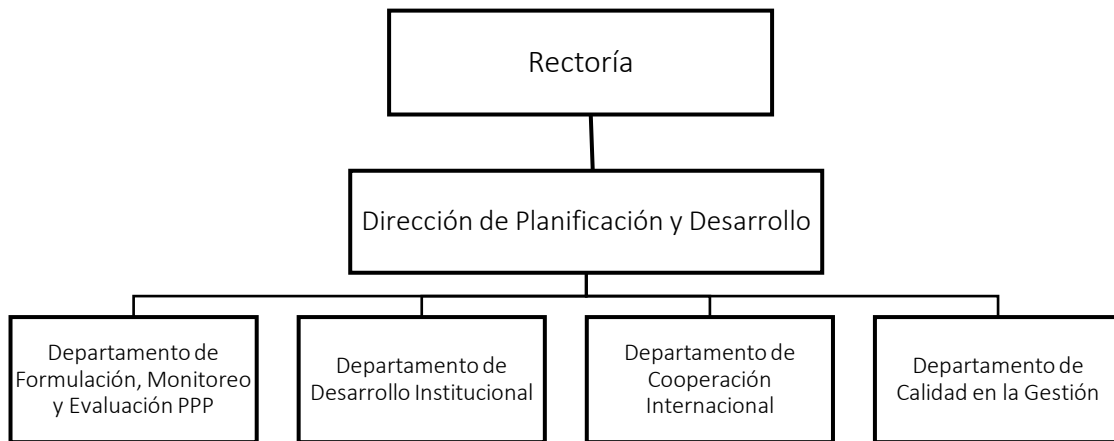 Rectoría
Dirección de Planificación y Desarrollo
Departamento de
Formulación, Monitoreo
y Evaluación PPP
Departamento de
Desarrollo Institucional
Departamento de
Cooperación
Internacional
Departamento de
Calidad en la Gestión